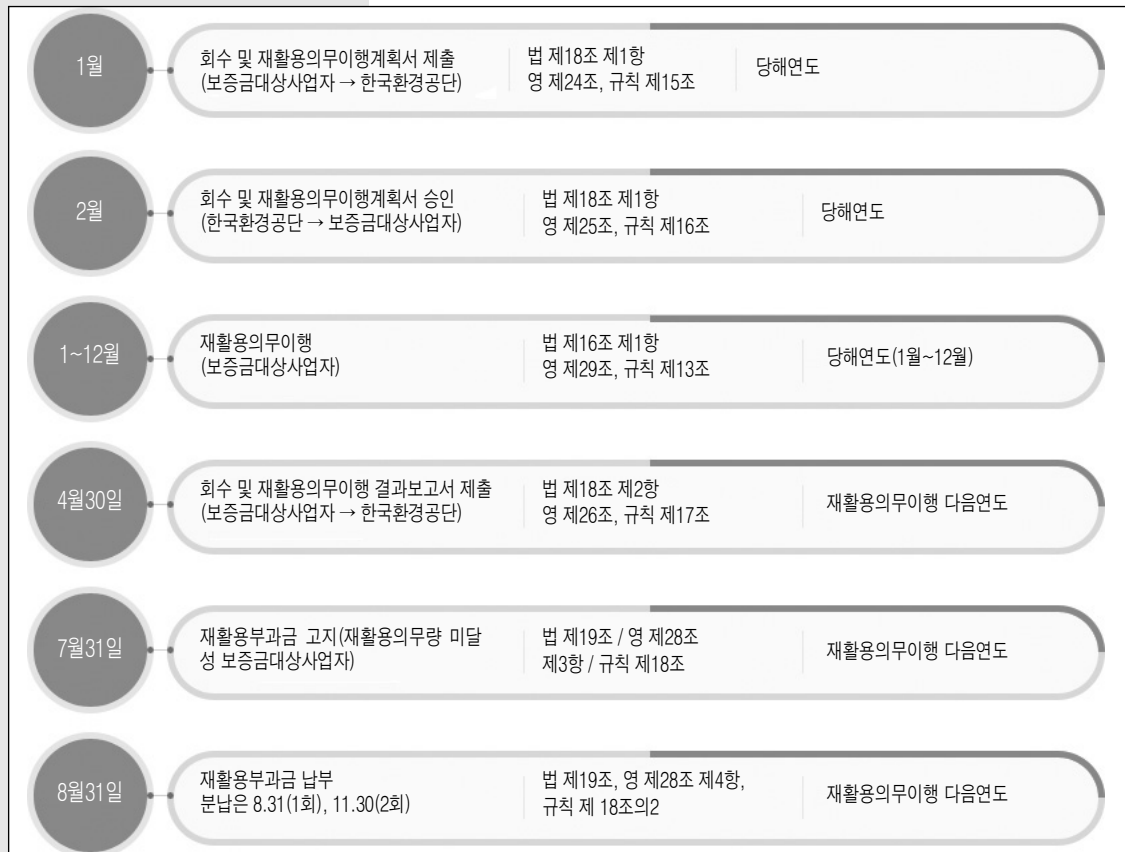 1월
회수 및 재활용의무이행계획서 제출
(보증금대상사업자 → 한국환경공단)
법 제18조 제1항
영 제24조, 규칙 제15조
당해연도
2월
회수 및 재활용의무이행계획서 승인
(한국환경공단 → 보증금대상사업자)
법 제18조 제1항
영 제25조, 규칙 제16조
당해연도
1~12월
재활용의무이행
(보증금대상사업자)
법 제16조 제1항
영 제29조, 규칙 제13조
당해연도(1월~12월)
4월30일
회수 및 재활용의무이행 결과보고서 제출
(보증금대상사업자 → 한국환경공단)
법 제18조 제2항
영 제26조, 규칙 제17조
재활용의무이행 다음연도
7월31일
재활용부과금 고지(재활용의무량 미달
성 보증금대상사업자)
법 제19조 / 영 제28조
제3항 / 규칙 제18조
재활용의무이행 다음연도
8월31일
재활용부과금 납부
분납은 8.31(1회), 11.30(2회)
법 제19조, 영 제28조 제4항,
규칙 제 18조의2
재활용의무이행 다음연도